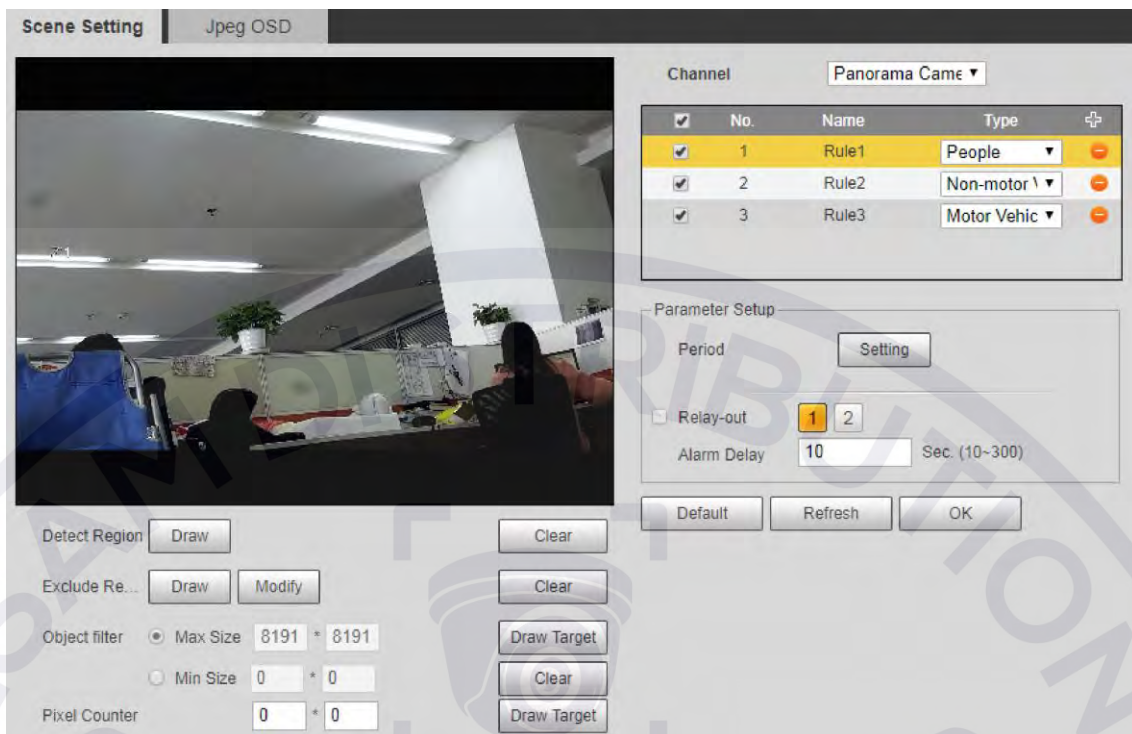 Scene Setting Jpeg OSD
Channel Panorama Came
No. Name Type
1 Rule1 People
2 Rule2 Non-motor V
3 Rule3 Motor Vehic
Parameter Setup
Period Setting
Relay-out 1 2
Alarm Delay 10 Sec. (10~300)
Default Refresh OK
Detect Region Draw Clear
Exclude Re... Draw Modify Clear
Object filter Max Size 8191 * 8191 Draw Target
Min Size 0 * 0 Clear
Pixel Counter 0 * 0 Draw Target
SAM DISTRIBUTION